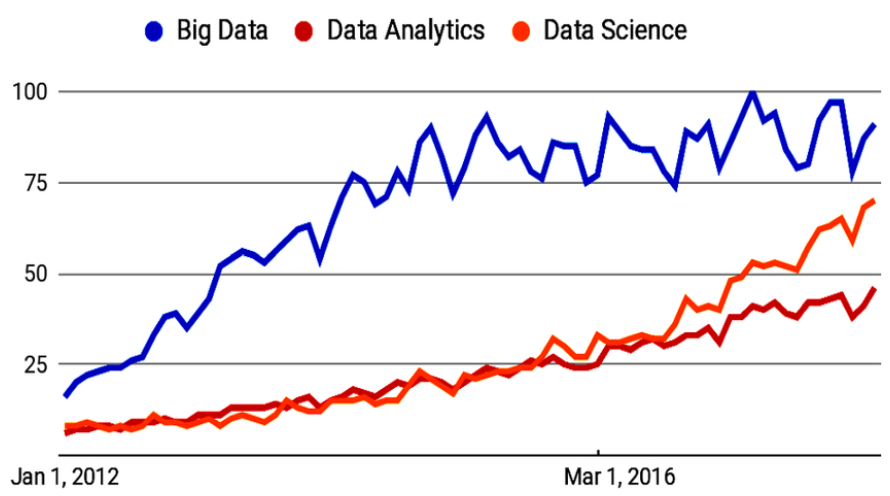 Big Data Data Analytics Data Science
100
75
50
25
Jan 1, 2012 Mar 1, 2016